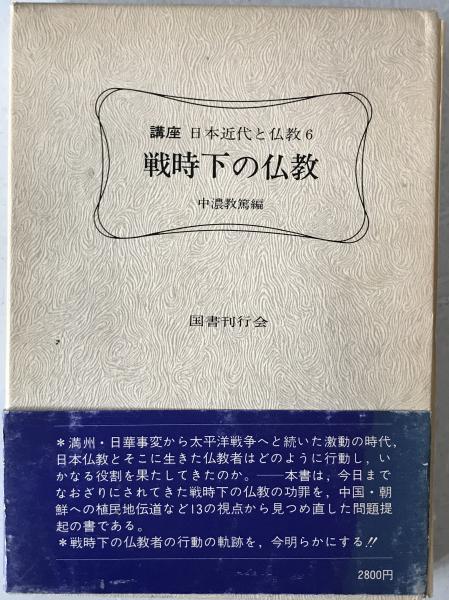 講座 日本近代と仏教6
戦時下の仏教
中濃教篤編
国書刊行会
＊満州・日華事変から太平洋戦争へと続いた激動の時代，
日本仏教とそこに生きた仏教者はどのように行動し，い
かなる役割を果たしてきたのか。――本書は，今日まで
なおざりにされてきた戦時下の仏教の功罪を，中国・朝
鮮への植民地伝道など13の視点から見つめ直した問題提
起の書である。
＊戦時下の仏教者の行動の軌跡を，今明らかにする!!
2800円